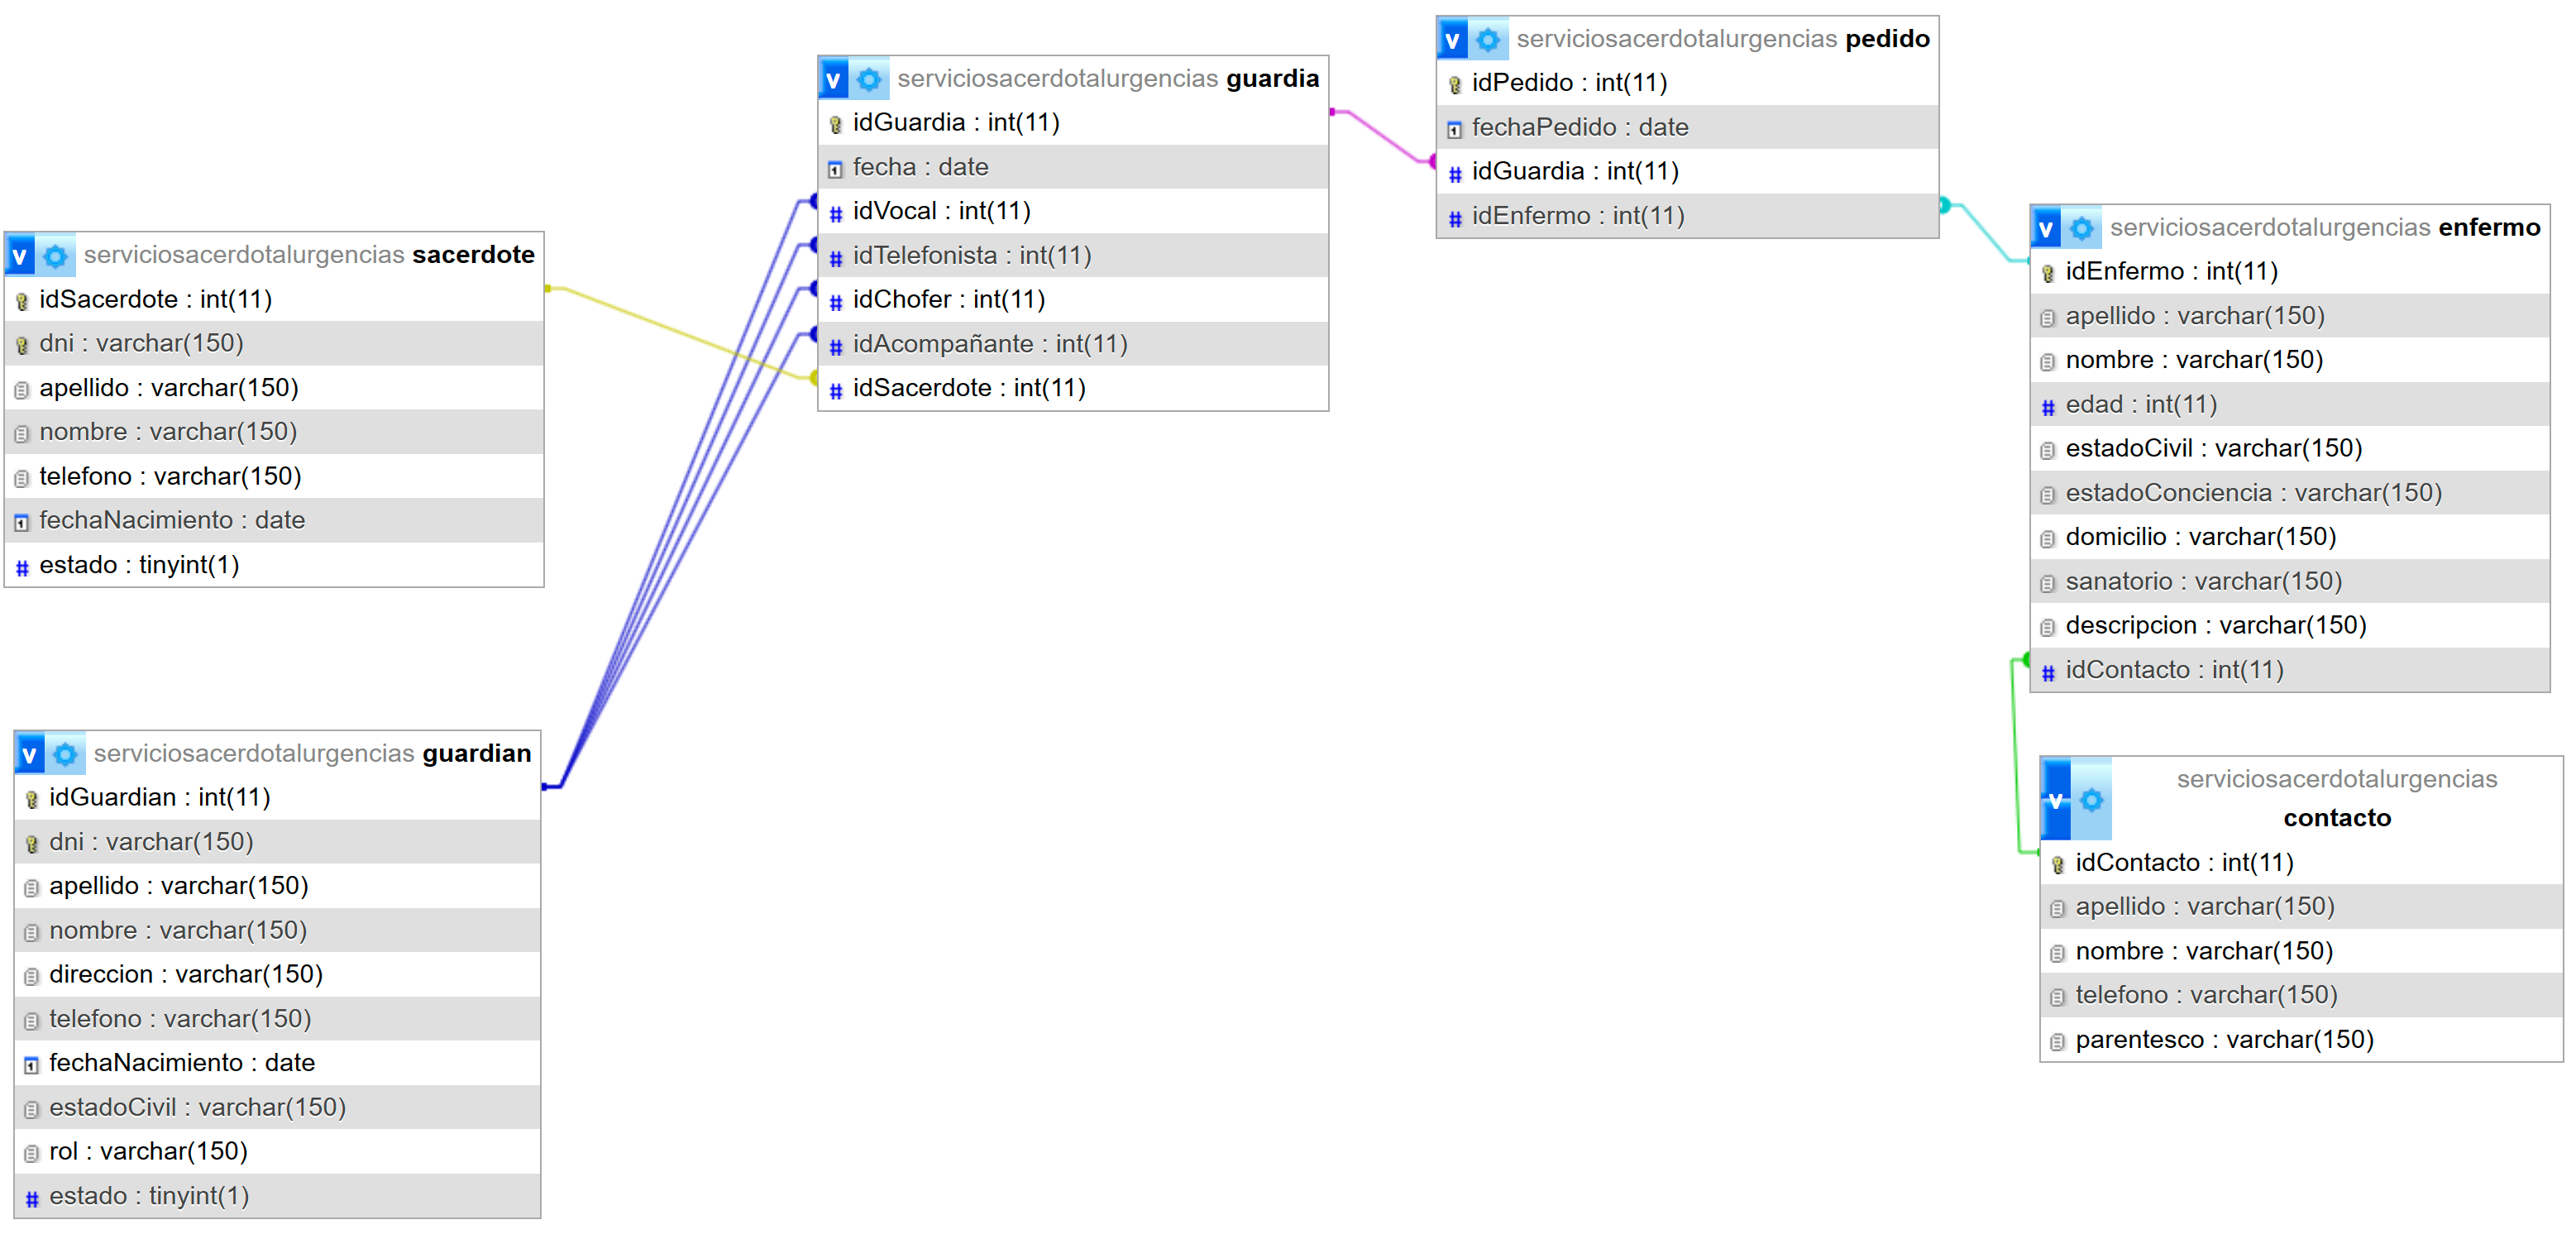 serviciosacerdotalurgencias sacerdote
idSacerdote : int(11)
dni : varchar(150)
apellido : varchar(150)
nombre : varchar(150)
telefono : varchar(150)
fechaNacimiento : date
estado : tinyint(1)
serviciosacerdotalurgencias guardian
idGuardian : int(11)
dni : varchar(150)
apellido : varchar(150)
nombre : varchar(150)
direccion : varchar(150)
telefono : varchar(150)
fechaNacimiento : date
estadoCivil : varchar(150)
rol : varchar(150)
estado : tinyint(1)
serviciosacerdotalurgencias guardia
idGuardia : int(11)
fecha : date
idVocal : int(11)
idTelefonista : int(11)
idChofer : int(11)
idAcompañante : int(11)
idSacerdote : int(11)
serviciosacerdotalurgencias pedido
idPedido : int(11)
fechaPedido : date
idGuardia : int(11)
idEnfermo : int(11)
serviciosacerdotalurgencias enfermo
idEnfermo : int(11)
apellido : varchar(150)
nombre : varchar(150)
edad : int(11)
estadoCivil : varchar(150)
estadoConciencia : varchar(150)
domicilio : varchar(150)
sanatorio : varchar(150)
descripcion : varchar(150)
idContacto : int(11)
serviciosacerdotalurgencias
contacto
idContacto : int(11)
apellido : varchar(150)
nombre : varchar(150)
telefono : varchar(150)
parentesco : varchar(150)